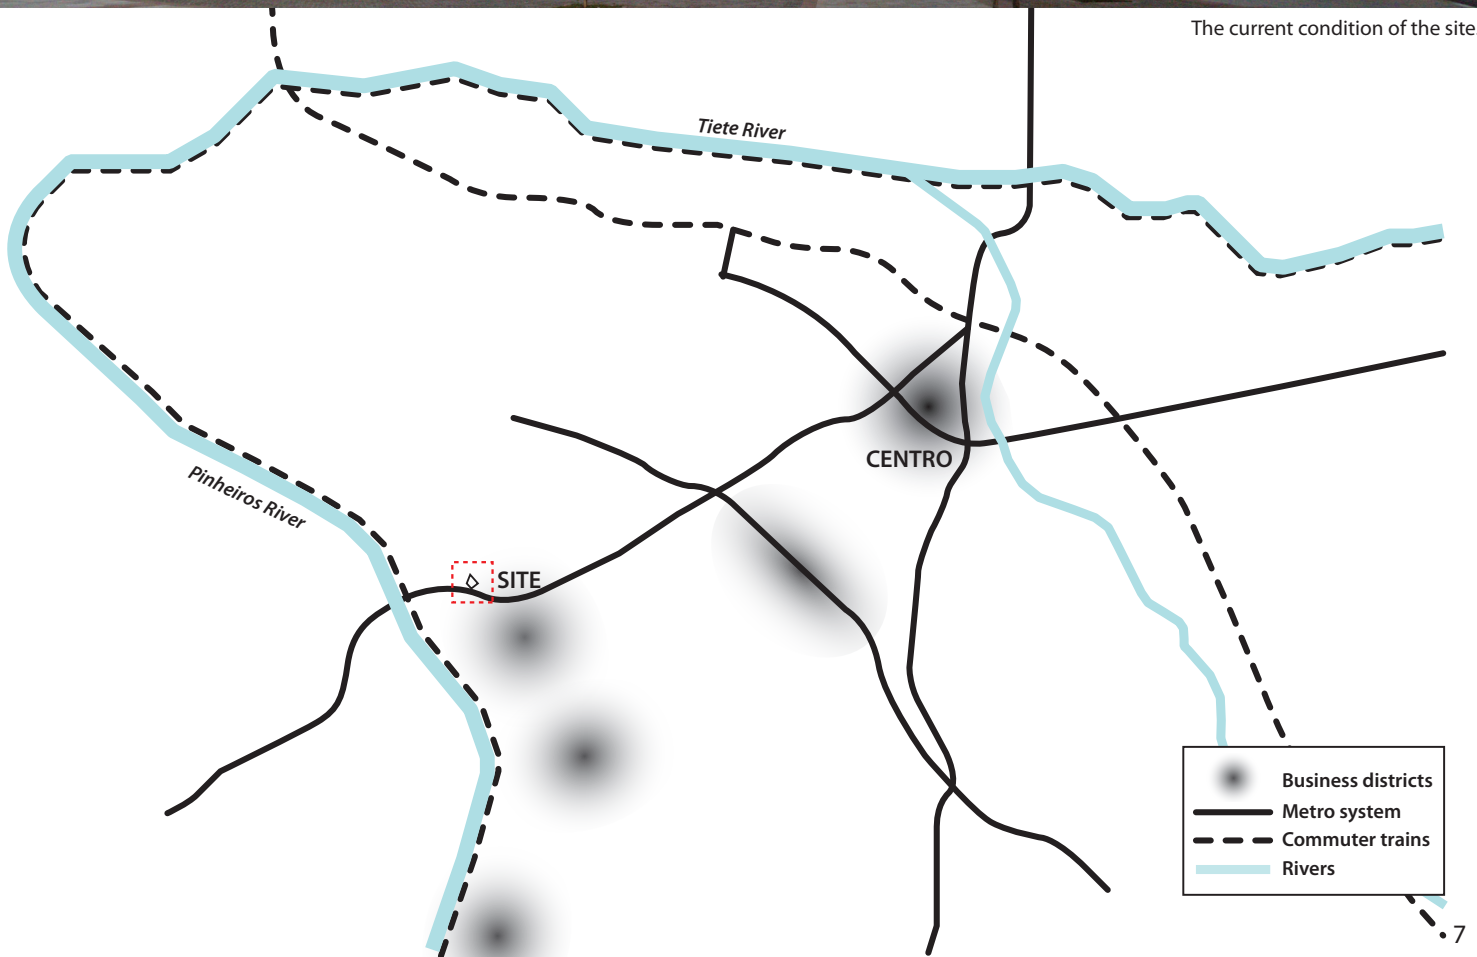 The current condition of the site.
Tiete River
CENTRO
Pinheiros River
SITE
Business districts
Metro system
Commuter trains
Rivers
7